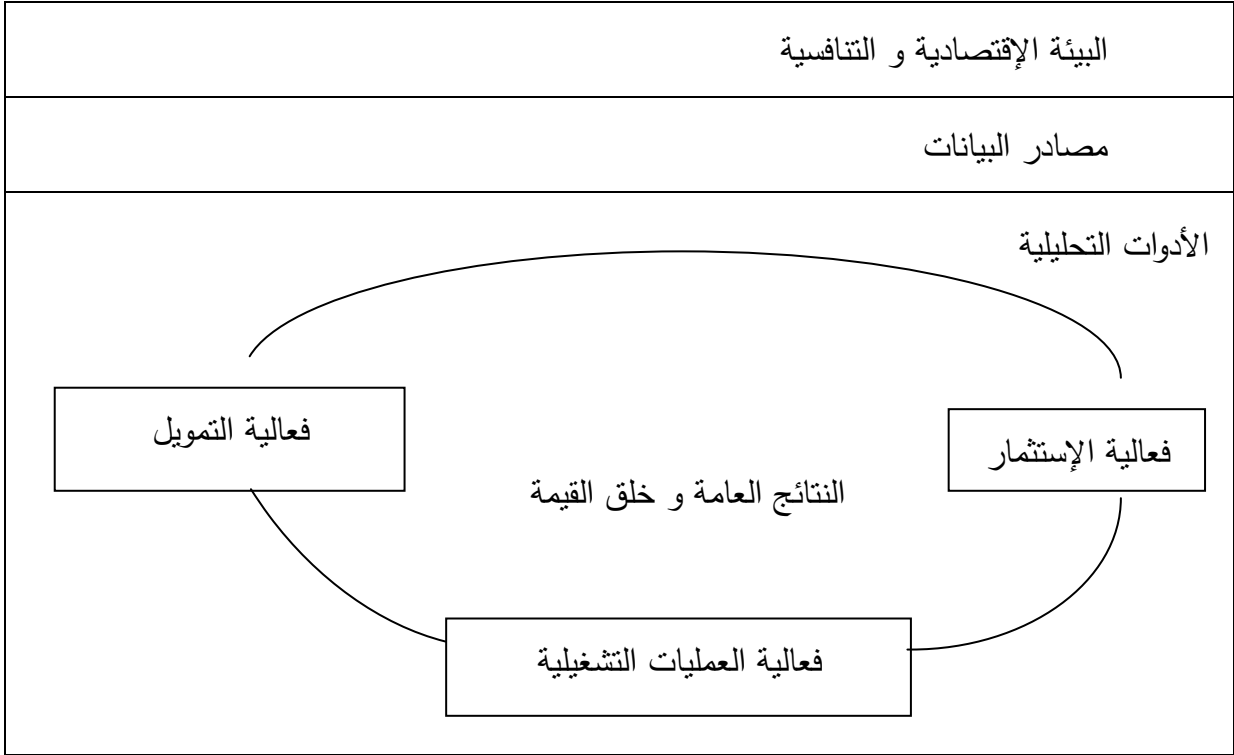 البيئة الإقتصادية و التنافسية
مصادر البيانات
الأدوات التحليلية
فعالية الإستثمار
فعالية التمويل
النتائج العامة و خلق القيمة
فعالية العمليات التشغيلية